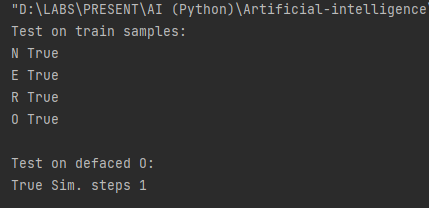 "D:\LABS\PRESENT\AI (Python)\Artificial-intelligence
Test on train samples:
N True
E True
R True
O True
Test on defaced O:
True Sim. steps 1